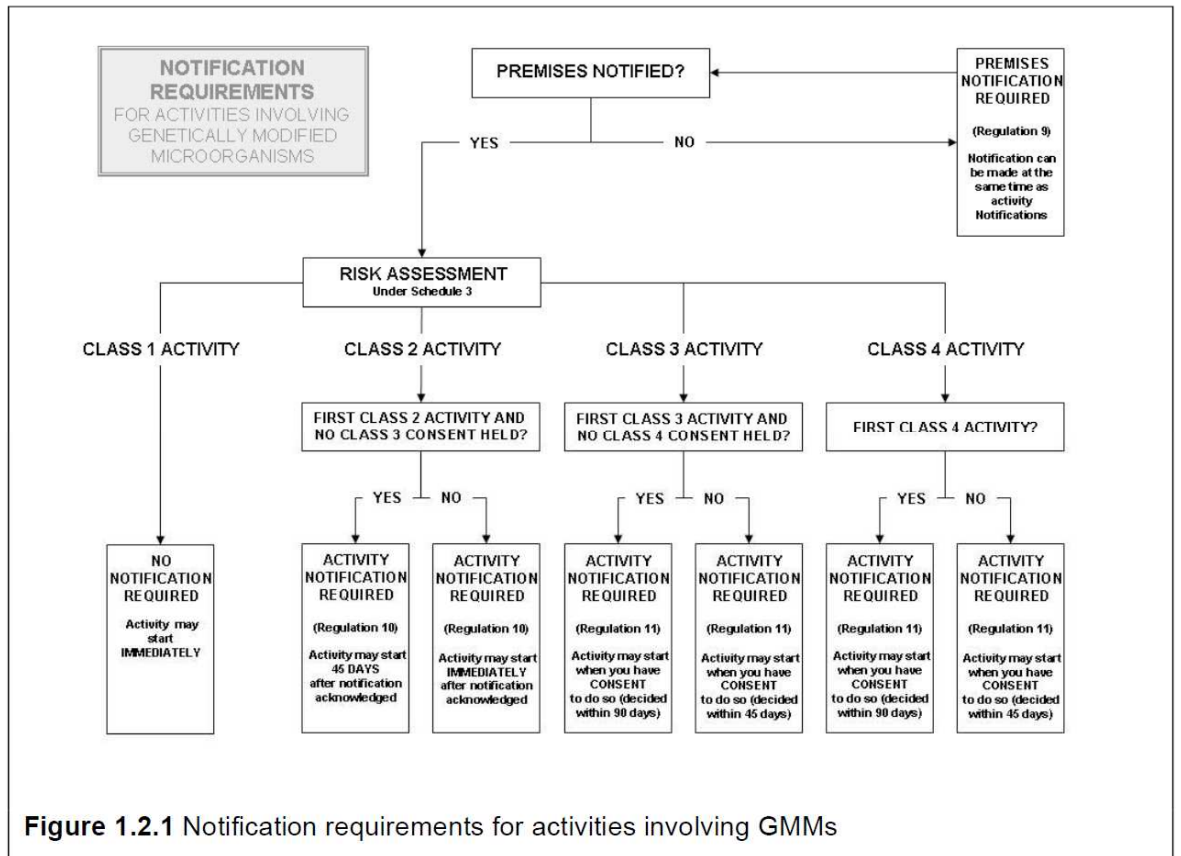 NOTIFICATION
REQUIREMENTS
FOR ACTIVITIES INVOLVING
GENETICALLY MODIFIED
MICROORGANISMS
PREMISES NOTIFIED?
PREMISES
NOTIFICATION
REQUIRED
(Regulation 9)
Notification can
be made at the
same time as
activity
Notifications
YES
NO
RISK ASSESSMENT
Under Schedule 3
CLASS 1 ACTIVITY
CLASS 2 ACTIVITY
CLASS 3 ACTIVITY
CLASS 4 ACTIVITY
FIRST CLASS 2 ACTIVITY AND
NO CLASS 3 CONSENT HELD?
FIRST CLASS 3 ACTIVITY AND
NO CLASS 4 CONSENT HELD?
FIRST CLASS 4 ACTIVITY?
YES
NO
YES
NO
YES
NO
NO
NOTIFICATION
REQUIRED
Activity may
start
IMMEDIATELY
ACTIVITY
NOTIFICATION
REQUIRED
(Regulation 10)
Activity may start
45 DAYS
after notification
acknowledged
ACTIVITY
NOTIFICATION
REQUIRED
(Regulation 10)
Activity may start
IMMEDIATELY
after notification
acknowledged
ACTIVITY
NOTIFICATION
REQUIRED
(Regulation 11)
Activity may start
when you have
CONSENT
to do so (decided
within 90 days)
ACTIVITY
NOTIFICATION
REQUIRED
(Regulation 11)
Activity may start
when you have
CONSENT
to do so (decided
within 45 days)
ACTIVITY
NOTIFICATION
REQUIRED
(Regulation 11)
Activity may start
when you have
CONSENT
to do so (decided
within 90 days)
ACTIVITY
NOTIFICATION
REQUIRED
(Regulation 11)
Activity may start
when you have
CONSENT
to do so (decided
within 45 days)
Figure 1.2.1 Notification requirements for activities involving GMMs